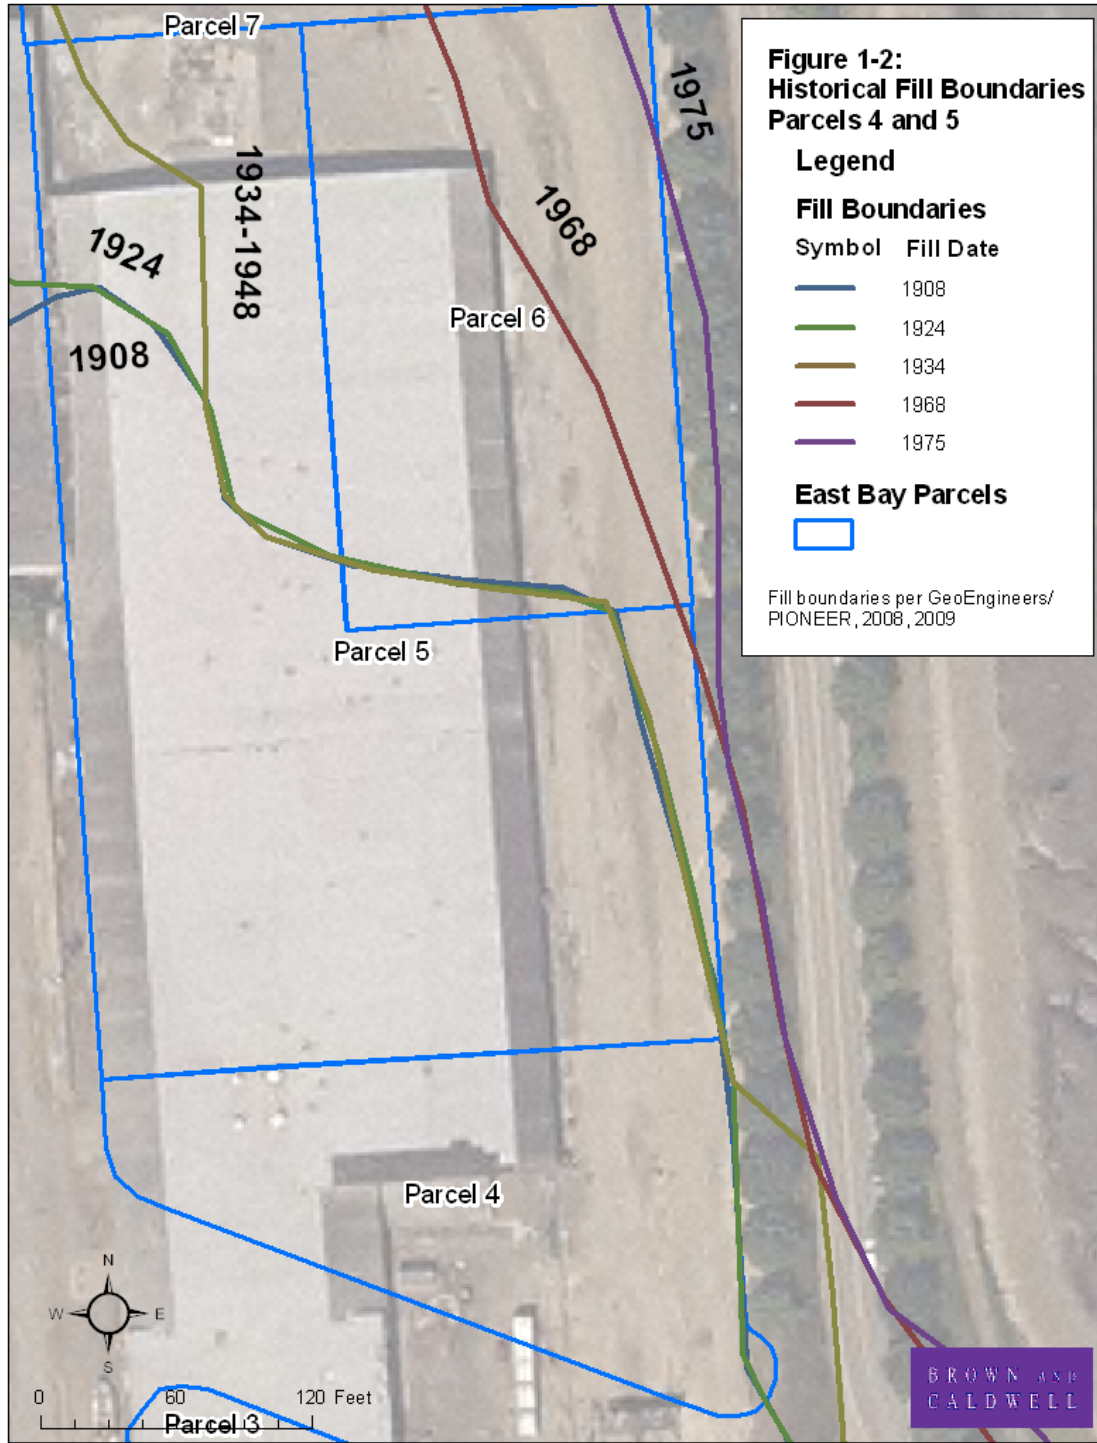 Parcel 7
1975
1934-1948
1968
1924
1908
Parcel 6
Parcel 5
Parcel 4
Parcel 3
Figure 1-2:
Historical Fill Boundaries
Parcels 4 and 5
Legend
Fill Boundaries
Symbol Fill Date
1908
1924
1934
1968
1975
East Bay Parcels
Fill boundaries per GeoEngineers/
PIONEER, 2008, 2009
N
W E
S
0 60 120 Feet
BROWN AND
CALDWELL